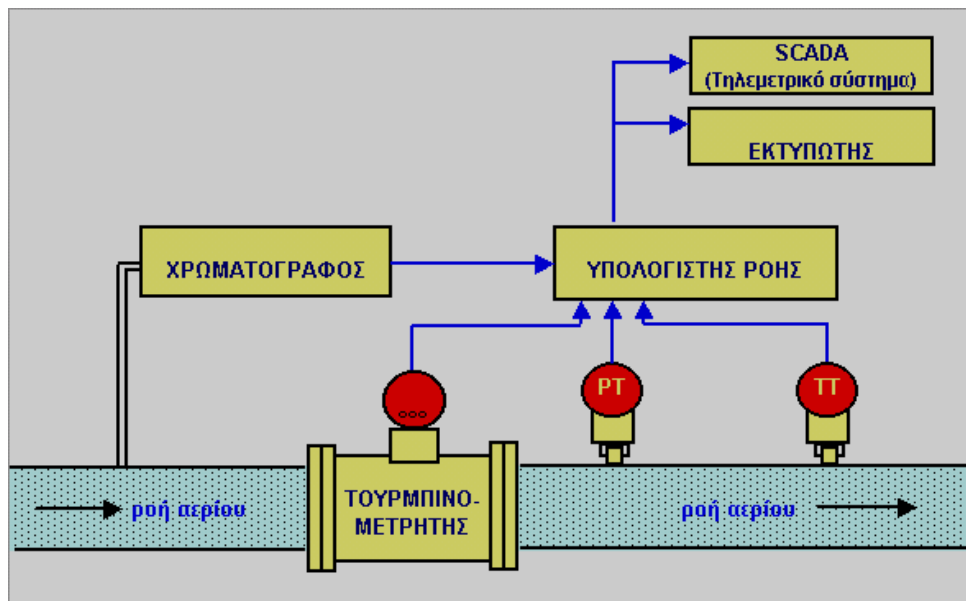 SCADA
(Τηλεμετρικό σύστημα)
ΕΚΤΥΠΩΤΗΣ
ΧΡΩΜΑΤΟΓΡΑΦΟΣ
ΥΠΟΛΟΓΙΣΤΗΣ ΡΟΗΣ
PT
TT
ΤΟΥΡΜΠΙΝΟ-
ΜΕΤΡΗΤΗΣ
ροή αερίου
ροή αερίου